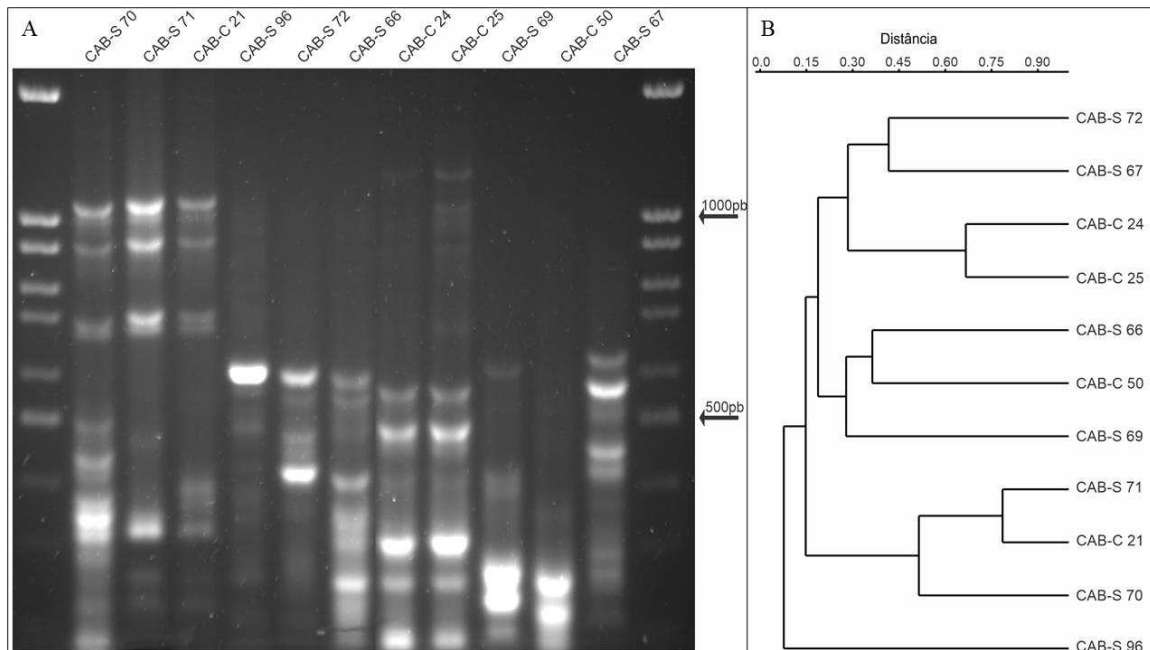 A
CAB-S 70
CAB-S 71
CAB-C 21
CAB-S 96
CAB-S 72
CAB-S 66
CAB-C 24
CAB-C 25
CAB-S 69
CAB-C 50
CAB-S 67
1000pb
500pb
B
Distância
0.0 0.15 0.30 0.45 0.60 0.75 0.90
CAB-S 72
CAB-S 67
CAB-C 24
CAB-C 25
CAB-S 66
CAB-C 50
CAB-S 69
CAB-S 71
CAB-C 21
CAB-S 70
CAB-S 96